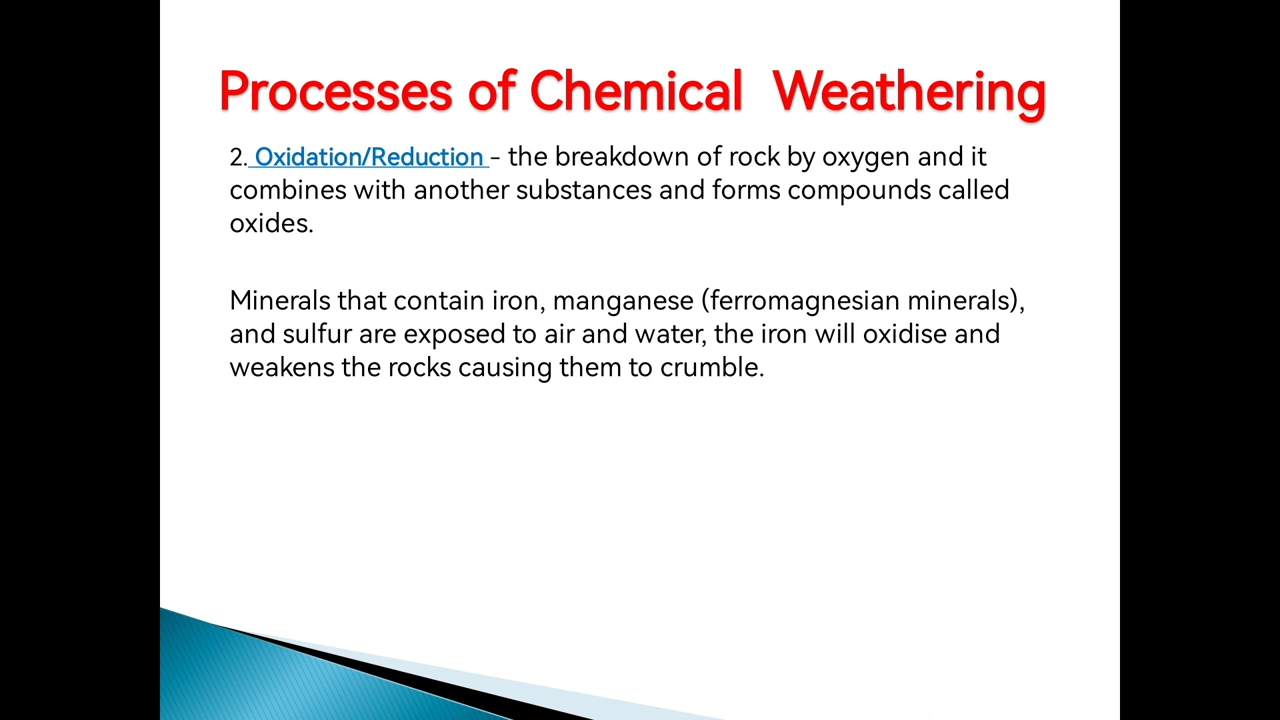 Processes of Chemical  Weathering
2. Oxidation/Reduction - the breakdown of rock by oxygen and it
combines with another substances and forms compounds called
oxides.
Minerals that contain iron, manganese (ferromagnesian minerals),
and sulfur are exposed to air and water, the iron will oxidise and
weakens the rocks causing them to crumble.